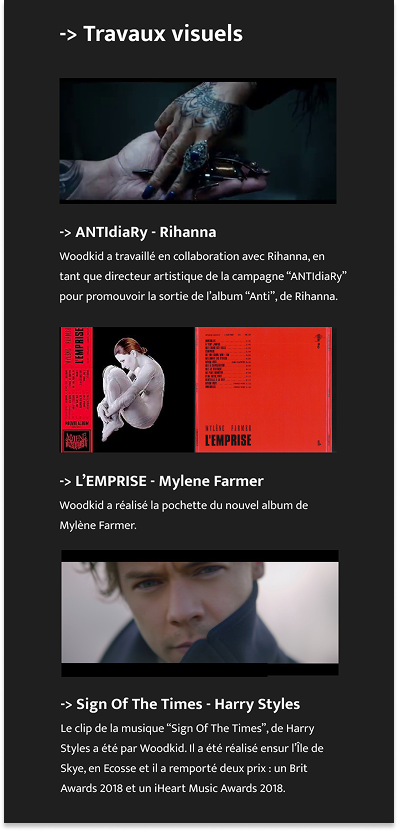 -> Travaux visuels
-> ANTIdiaRy - Rihanna
Woodkid a travaillé en collaboration avec Rihanna, en
tant que directeur artistique de la campagne “ANTIdiaRy”
pour promouvoir la sortie de l’album “Anti”, de Rihanna.
L'EMPRISE
MYLÈNE FARMER
L'EMPRISE
-> L’EMPRISE - Mylene Farmer
Woodkid a réalisé la pochette du nouvel album de
Mylène Farmer.
-> Sign Of The Times - Harry Styles
Le clip de la musique “Sign Of The Times”, de Harry
Styles a été par Woodkid. Il a été réalisé ensur l’Île de
Skye, en Ecosse et il a remporté deux prix : un Brit
Awards 2018 et un iHeart Music Awards 2018.